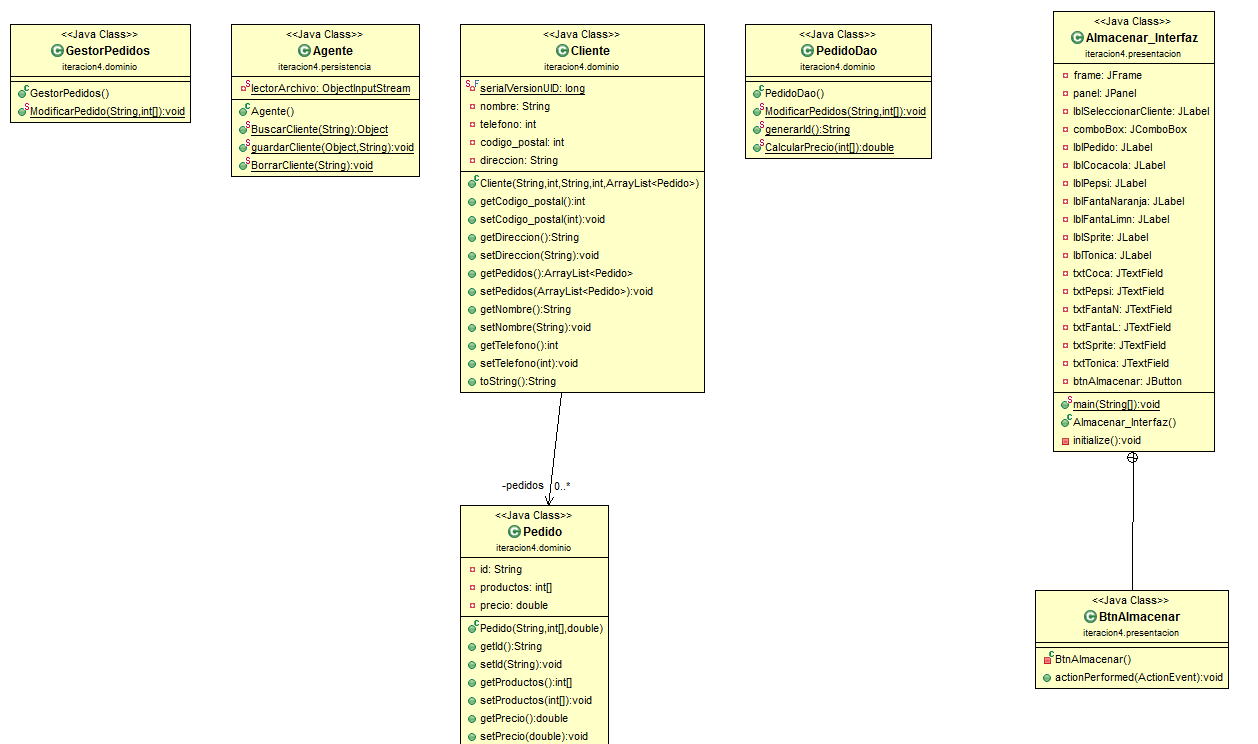 <<Java Class>>
GestorPedidos
iteracion4.dominio
GestorPedidos()
ModificarPedido(String,int[]):void
<<Java Class>>
Agente
iteracion4.persistencia
lectorArchivo: ObjectInputStream
Agente()
BuscarCliente(String):Object
guardarCliente(Object,String):void
BorrarCliente(String):void
<<Java Class>>
Cliente
iteracion4.dominio
serialVersionUID: long
nombre: String
telefono: int
codigo_postal: int
direccion: String
Cliente(String,int,String,int,ArrayList<Pedido>)
getCodigo_postal():int
setCodigo_postal(int):void
getDireccion():String
setDireccion(String):void
getPedidos():ArrayList<Pedido>
setPedidos(ArrayList<Pedido>):void
getNombre():String
setNombre(String):void
getTelefono():int
setTelefono(int):void
toString():String
<<Java Class>>
PedidoDao
iteracion4.dominio
PedidoDao()
ModificarPedidos(String,int[]):void
generarId():String
CalcularPrecio(int[]):double
<<Java Class>>
Almacenar_Interfaz
iteracion4.presentacion
frame: JFrame
panel: JPanel
lblSeleccionarCliente: JLabel
comboBox: JComboBox
lblPedido: JLabel
lblCocacola: JLabel
lblPepsi: JLabel
lblFantaNaranja: JLabel
lblFantaLimn: JLabel
lblSprite: JLabel
lblTonica: JLabel
txtCoca: JTextField
txtPepsi: JTextField
txtFantaN: JTextField
txtFantaL: JTextField
txtSprite: JTextField
txtTonica: JTextField
btnAlmacenar: JButton
main(String[]):void
Almacenar_Interfaz()
initialize():void
-pedidos 0..*
<<Java Class>>
Pedido
iteracion4.dominio
id: String
productos: int[]
precio: double
Pedido(String,int[],double)
getId():String
setId(String):void
getProductos():int[]
setProductos(int[]):void
getPrecio():double
setPrecio(double):void
<<Java Class>>
BtnAlmacenar
iteracion4.presentacion
BtnAlmacenar()
actionPerformed(ActionEvent):void